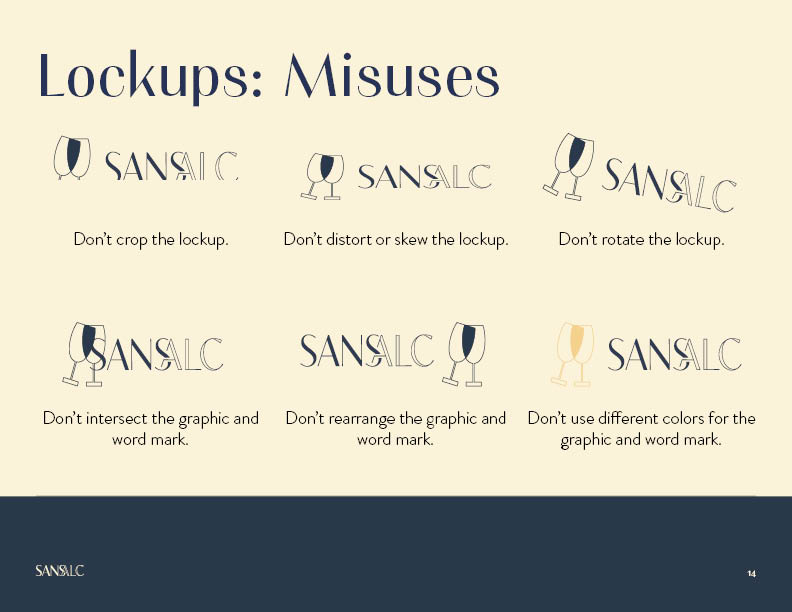 Lockups: Misuses
SANSALC
SANSALC
SANSALC
Don't crop the lockup.
Don't distort or skew the lockup.
Don't rotate the lockup.
SANSALC
SANSALC
SANSALC
Don't intersect the graphic and
word mark.
Don't rearrange the graphic and
word mark.
Don't use different colors for the
graphic and word mark.
SANSALC
14